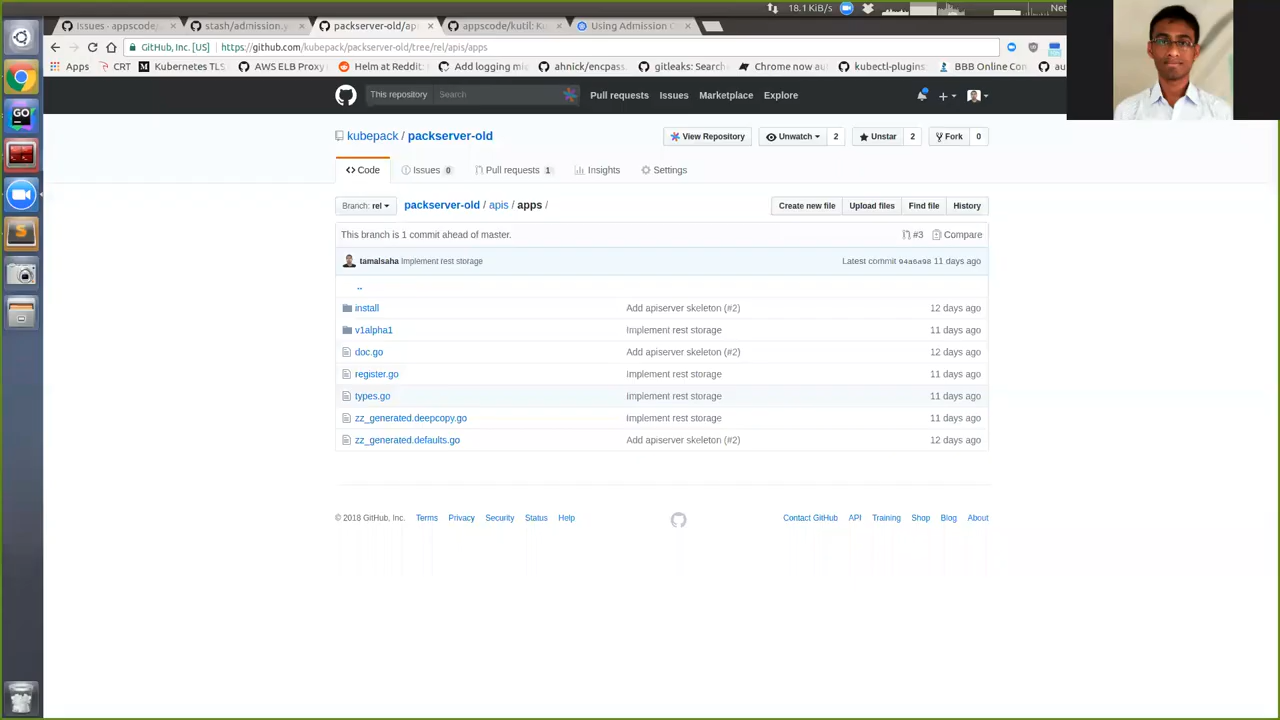 18.1 KiB/s
Net
Issues - appscode/
stash/admission.y
packserver-old/ap
appscode/kutil: Ku
Using Admission C
GitHub, Inc. [US]
https://github.com/kubepack/packserver-old/tree/rel/apis/apps
Apps
CRT
Kubernetes TLS
AWS ELB Proxy
Helm at Reddit:
Add logging mig
ahnick/encpass.
gitleaks: Search
Chrome now au
kubectl-plugins:
BBB Online Con
au
This repository
Search
Pull requests
Issues
Marketplace
Explore
kubepack / packserver-old
View Repository
Unwatch
2
Unstar
2
Fork
0
Code
Issues 0
Pull requests 1
Insights
Settings
Branch: rel
packserver-old / apis / apps /
Create new file
Upload files
Find file
History
This branch is 1 commit ahead of master.
#3
Compare
tamalsaha Implement rest storage
Latest commit 94a6a98 11 days ago
..
install Add apiserver skeleton (#2) 12 days ago
v1alpha1 Implement rest storage 11 days ago
doc.go Add apiserver skeleton (#2) 12 days ago
register.go Implement rest storage 11 days ago
types.go Implement rest storage 11 days ago
zz_generated.deepcopy.go Implement rest storage 11 days ago
zz_generated.defaults.go Add apiserver skeleton (#2) 12 days ago
© 2018 GitHub, Inc. Terms Privacy Security Status Help
Contact GitHub API Training Shop Blog About
GO